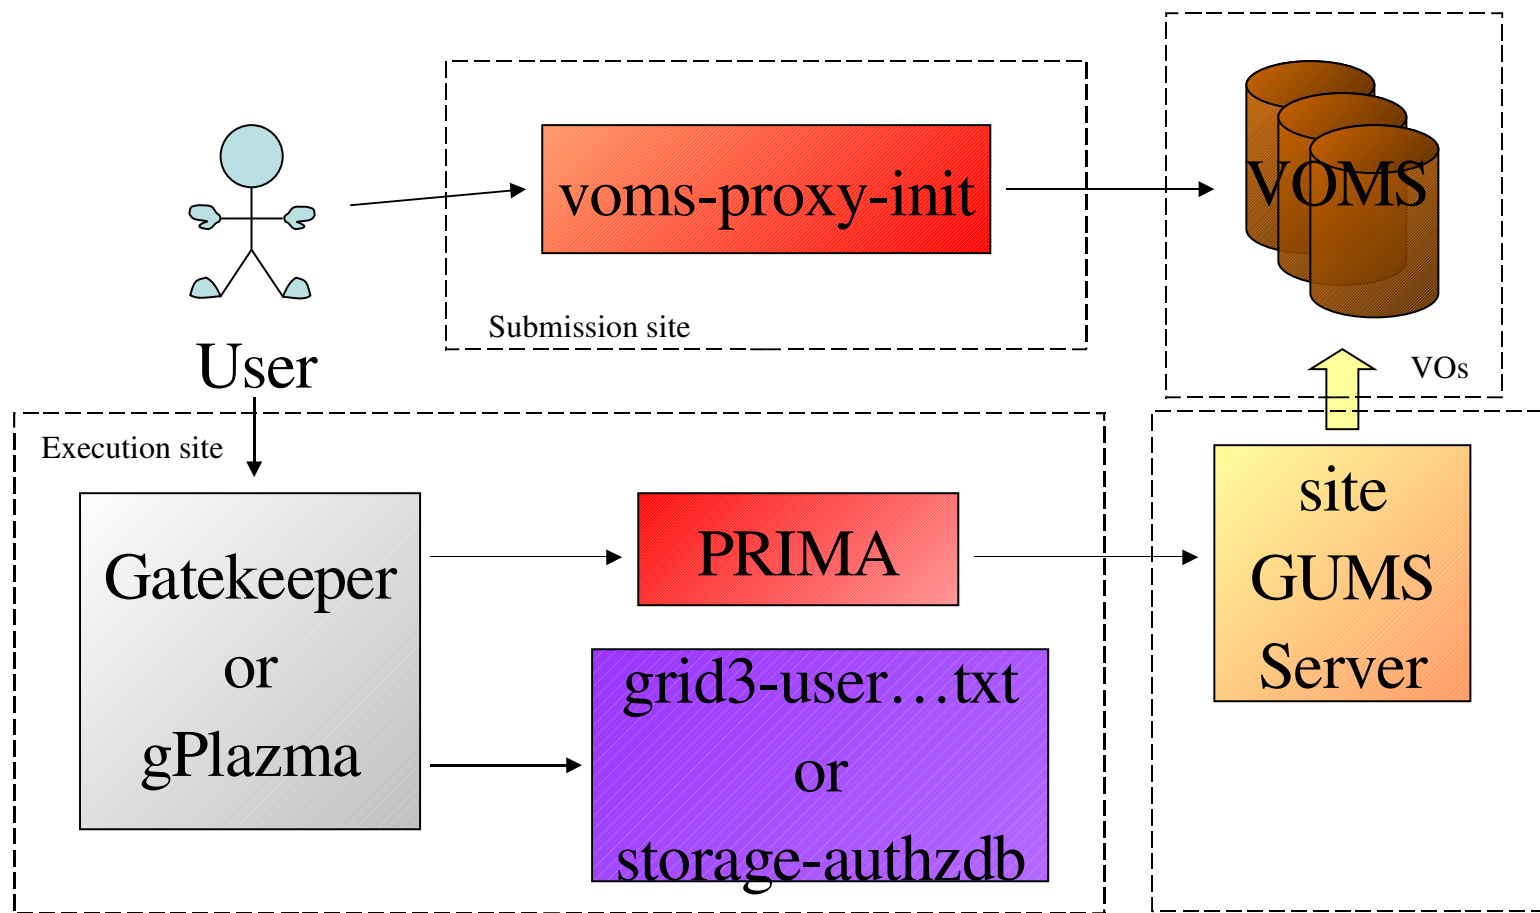 voms-proxy-init
VOMS
Submission site
User
VOs
Execution site
Gatekeeper
or
gPlazma
PRIMA
grid3-user…txt
or
storage-authzdb
site
GUMS
Server